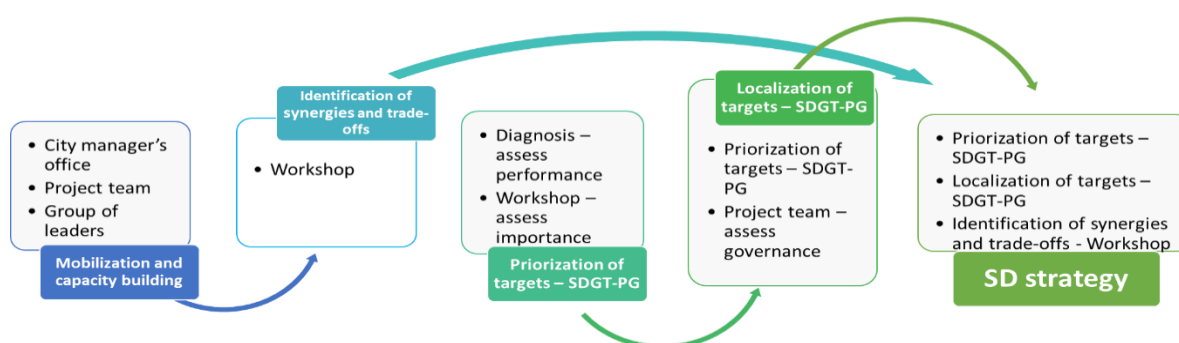 • City manager's
office
• Project team
• Group of
leaders
Mobilization and
capacity building
Identification of
synergies and trade-
offs
• Workshop
• Diagnosis –
assess
performance
• Workshop –
assess
importance
Priorization of
targets – SDGT-PG
Localization of
targets – SDGT-PG
• Priorization of
targets – SDGT-
PG
• Project team –
assess
governance
• Priorization of targets –
SDGT-PG
• Localization of targets –
SDGT-PG
• Identification of synergies
and trade-offs - Workshop
SD strategy